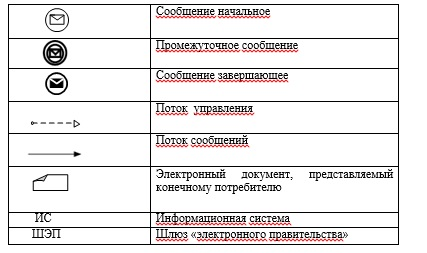 Сообщение начальное
Промежуточное сообщение
Сообщение завершающее
Поток управления
Поток сообщений
Электронный документ, представляемый
конечному потребителю
ИС Информационная система
ШЭП Шлюз «электронного правительства»